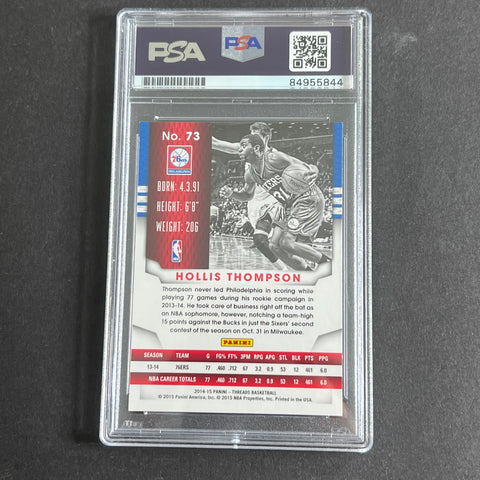 PSA
PSA
84955844
No. 73
76ers
PHILADELPHIA
BORN: 4.3.91
HEIGHT: 6'8"
WEIGHT: 206
NBA
HOLLIS THOMPSON
Thompson never led Philadelphia in scoring while
playing 77 games during his rookie campaign in
2013-14. He took care of business right off the bat as
an NBA sophomore, however, notching a team-high
15 points against the Bucks in just the Sixers' second
contest of the season on Oct. 31 in Milwaukee.
PANINI
SEASON TEAM G FG% FT% 3PM RPG APG STL BLK PTS PPG
13-14 76ERS 77 .460 .712 67 3.2 0.9 53 12 461 6.0
NBA CAREER TOTALS 77 .460 .712 67 3.2 0.9 53 12 461 6.0
2014-15 PANINI – THREADS BASKETBALL
© 2015 Panini America, Inc. © 2015 NBA Properties, Inc. Printed in the USA.